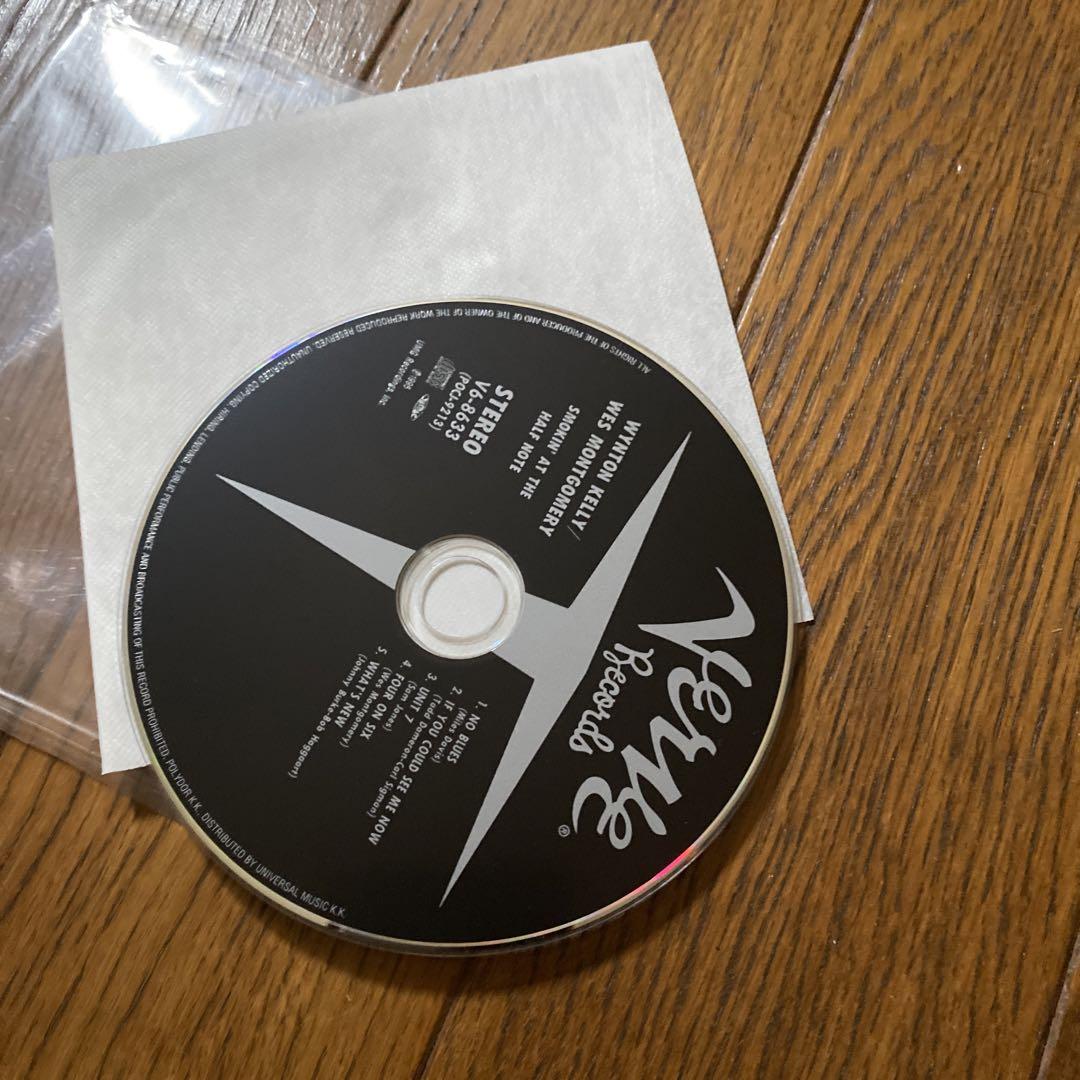 Verve
Records
®
WYNTON KELLY/
WES MONTGOMERY
SMOKIN' AT THE
HALF NOTE
STEREO
V6-8633
(POCJ-9213)
℗1995
UMG Recordings, Inc.
1. NO BLUES
(Miles Davis)
2. IF YOU COULD SEE ME NOW
(Tadd Dameron-Carl Sigman)
3. UNIT 7
(Sam Jones)
4. FOUR ON SIX
(Wes Montgomery)
5. WHAT'S NEW
(Johnny Burke-Bob Haggart)
ALL RIGHTS OF THE PRODUCER AND OF THE OWNER OF THE WORK REPRODUCED RESERVED. UNAUTHORIZED COPYING, HIRING, LENDING, PUBLIC PERFORMANCE AND BROADCASTING OF THIS RECORD PROHIBITED. POLYDOR K.K., DISTRIBUTED BY UNIVERSAL MUSIC K.K.